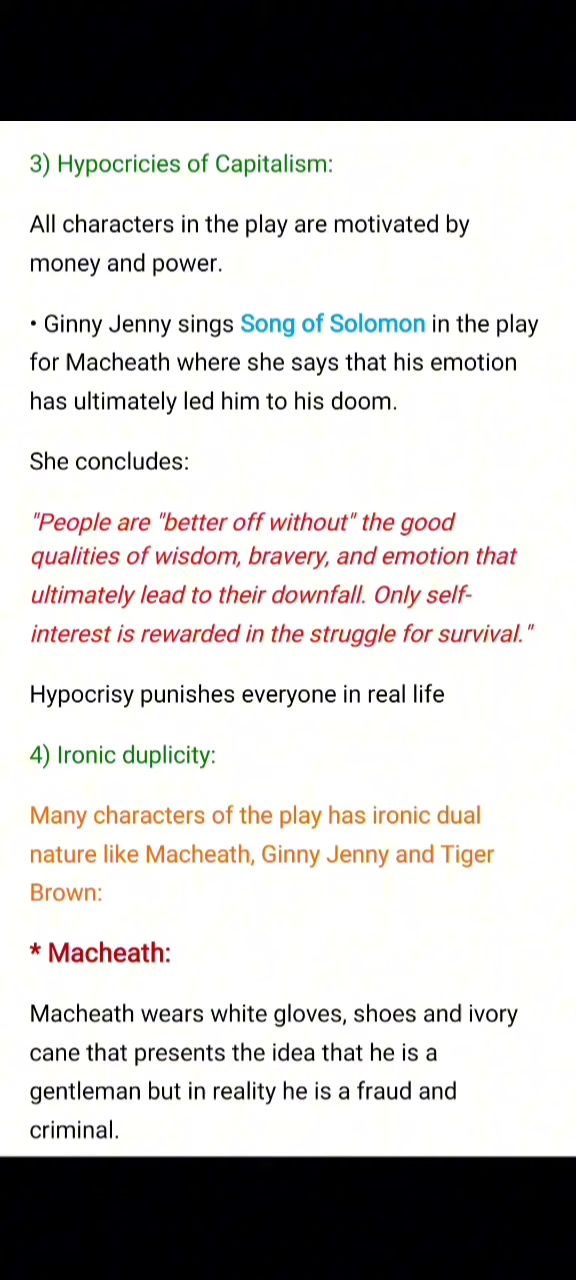 3) Hypocricies of Capitalism:
All characters in the play are motivated by
money and power.
• Ginny Jenny sings Song of Solomon in the play
for Macheath where she says that his emotion
has ultimately led him to his doom.
She concludes:
"People are "better off without" the good
qualities of wisdom, bravery, and emotion that
ultimately lead to their downfall. Only self-
interest is rewarded in the struggle for survival."
Hypocrisy punishes everyone in real life
4) Ironic duplicity:
Many characters of the play has ironic dual
nature like Macheath, Ginny Jenny and Tiger
Brown:
* Macheath:
Macheath wears white gloves, shoes and ivory
cane that presents the idea that he is a
gentleman but in reality he is a fraud and
criminal.